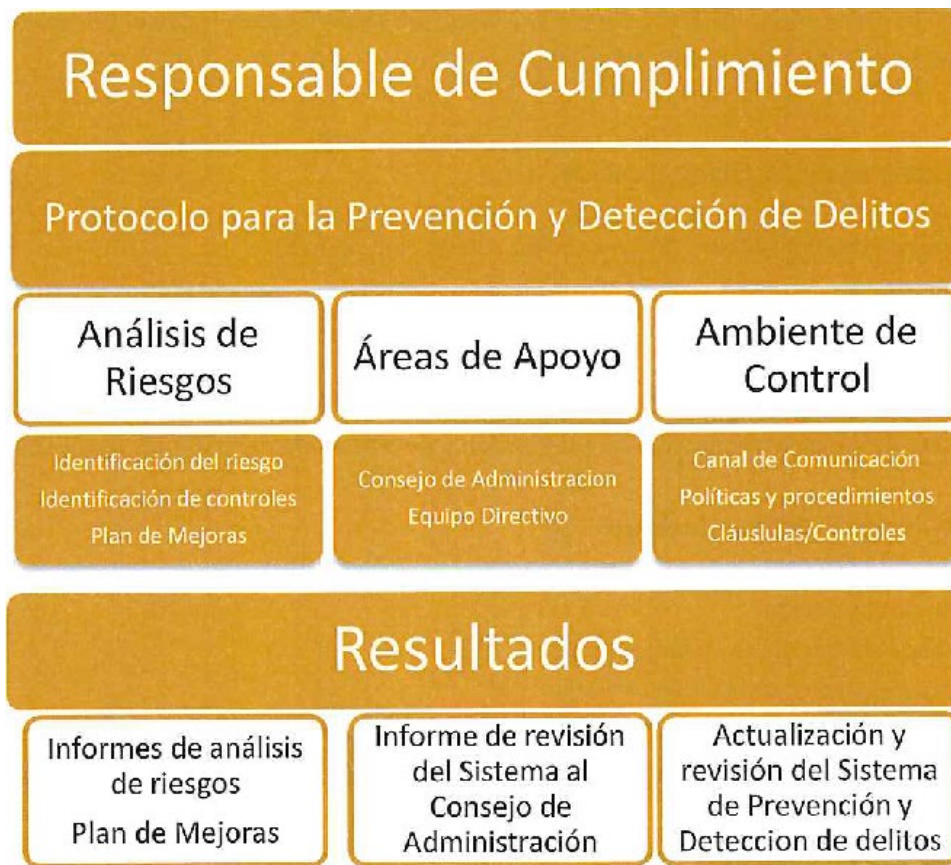 Responsable de Cumplimiento
Protocolo para la Prevención y Detección de Delitos
Análisis de
Riesgos
Áreas de Apoyo
Ambiente de
Control
Identificación del riesgo
Identificación de controles
Plan de Mejoras
Consejo de Administracion
Equipo Directivo
Canal de Comunicación
Políticas y procedimientos
Cláuslulas/Controles
Resultados
Informes de análisis
de riesgos
Plan de Mejoras
Informe de revisión
del Sistema al
Consejo de
Administración
Actualización y
revisión del Sistema
de Prevención y
Deteccion de delitos